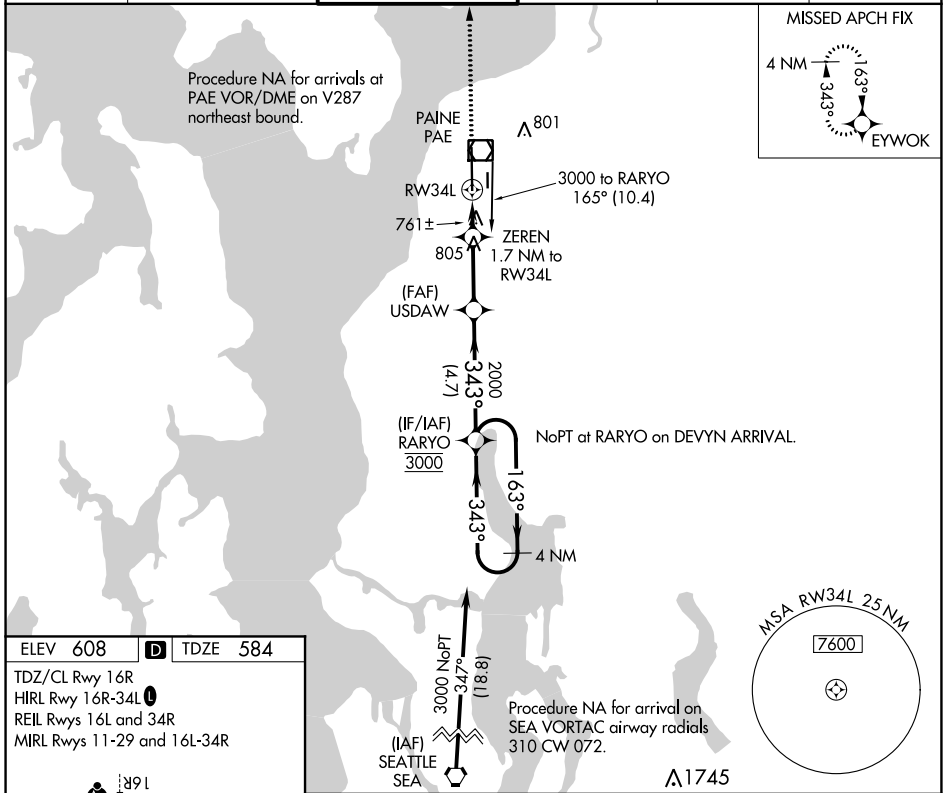 MISSED APCH FIX
4 NM
163°
343°
EYWOK
Procedure NA for arrivals at
PAE VOR/DME on V287
northeast bound.
PAINE
PAE
801
RW34L
3000 to RARYO
165° (10.4)
761±
805
ZEREN
1.7 NM to
RW34L
(FAF)
USDAW
2000
343°
(4.7)
(IF/IAF)
RARYO
3000
NoPT at RARYO on DEVYN ARRIVAL.
163°
343°
4 NM
MSA RW34L 25 NM
7600
3000 NoPT
347°
(18.8)
Procedure NA for arrival on
SEA VORTAC airway radials
310 CW 072.
(IAF)
SEATTLE
SEA
1745
ELEV 608 D TDZE 584
TDZ/CL Rwy 16R
HIRL Rwy 16R-34L L
REIL Rwys 16L and 34R
MIRL Rwys 11-29 and 16L-34R
16R